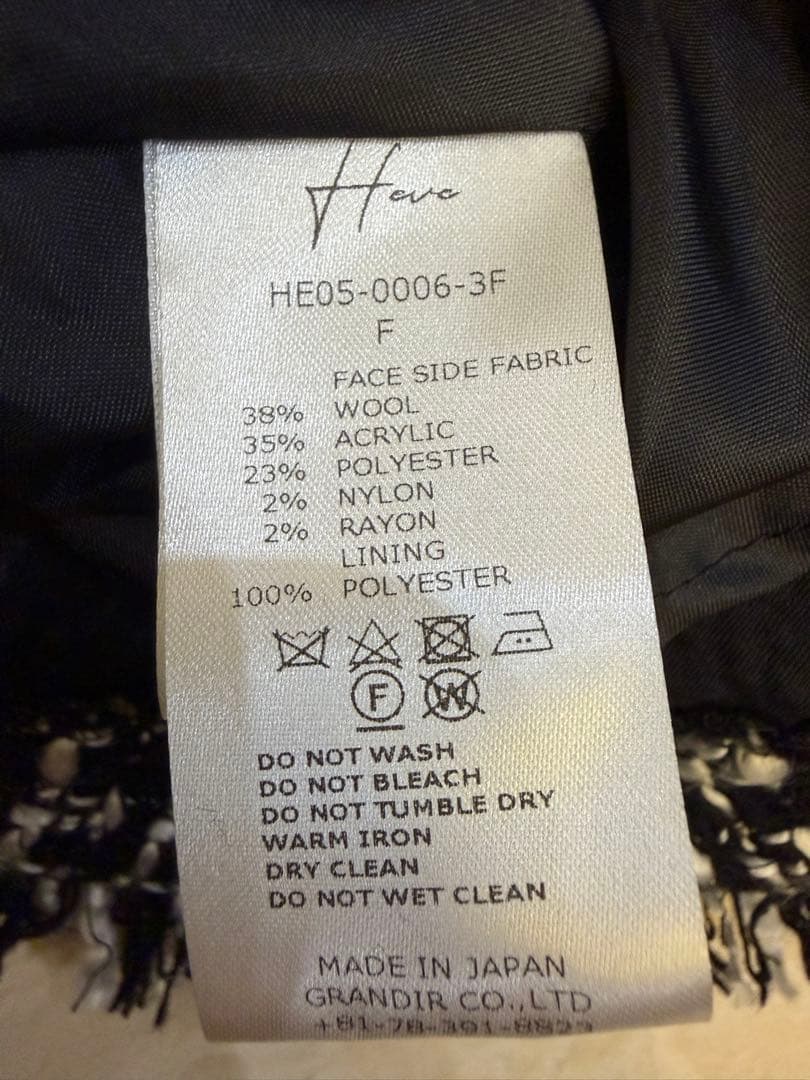 Heve
HE05-0006-3F
F
FACE SIDE FABRIC
38% WOOL
35% ACRYLIC
23% POLYESTER
2% NYLON
2% RAYON
LINING
100% POLYESTER
F W
DO NOT WASH
DO NOT BLEACH
DO NOT TUMBLE DRY
WARM IRON
DRY CLEAN
DO NOT WET CLEAN
MADE IN JAPAN
GRANDIR CO.,LTD